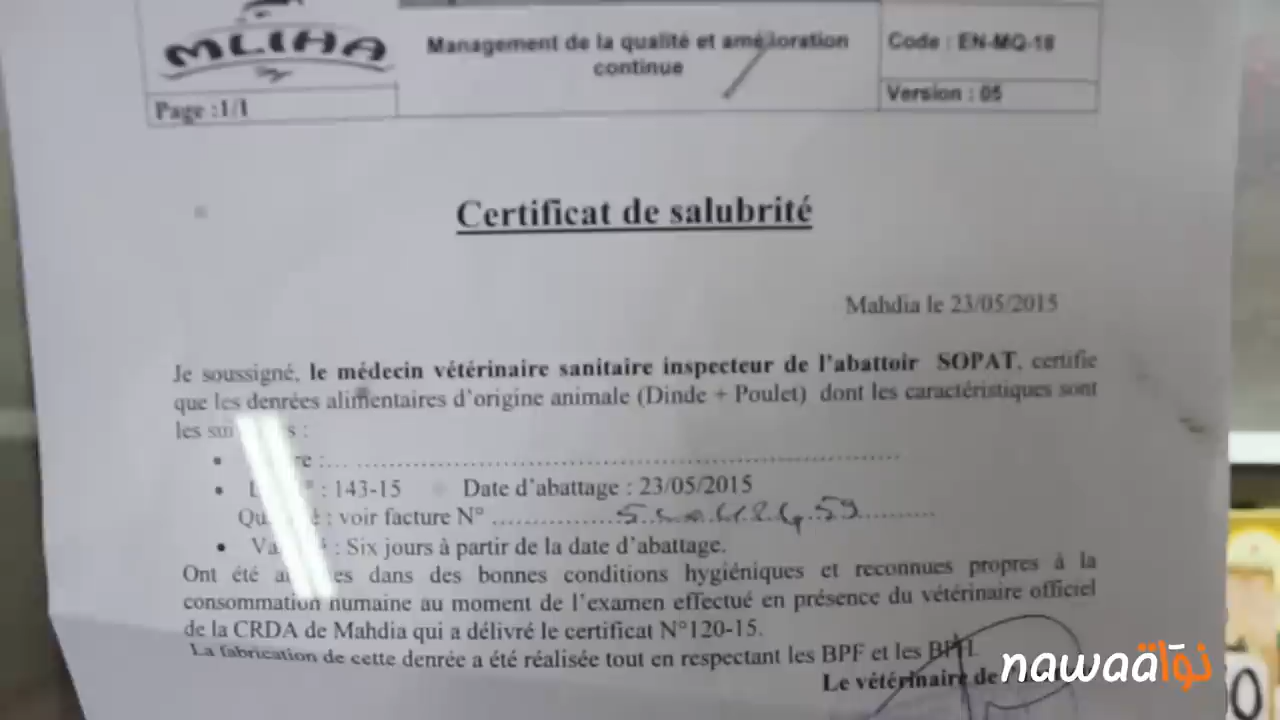 MLIHA
Management de la qualité et amélioration
continue
Code : EN-MQ-18
Version : 05
Page :1/1
Certificat de salubrité
Mahdia le 23/05/2015
Je soussigné, le médecin vétérinaire sanitaire inspecteur de l'abattoir SOPAT, certifie
que les denrées alimentaires d'origine animale (Dinde + Poulet) dont les caractéristiques sont
les :
: 143-15 Date d'abattage : 23/05/2015
: voir facture N°
: Six jours à partir de la date d'abattage.
Ont été dans des bonnes conditions hygiéniques et reconnues propres à la
consommation humaine au moment de l'examen effectué en présence du vétérinaire officiel
de la CRDA de Mahdia qui a délivré le certificat N°120-15.
La fabrication de cette denrée a été réalisée tout en respectant les BPF et les BPH
Le vétérinaire de
nawaat نواة